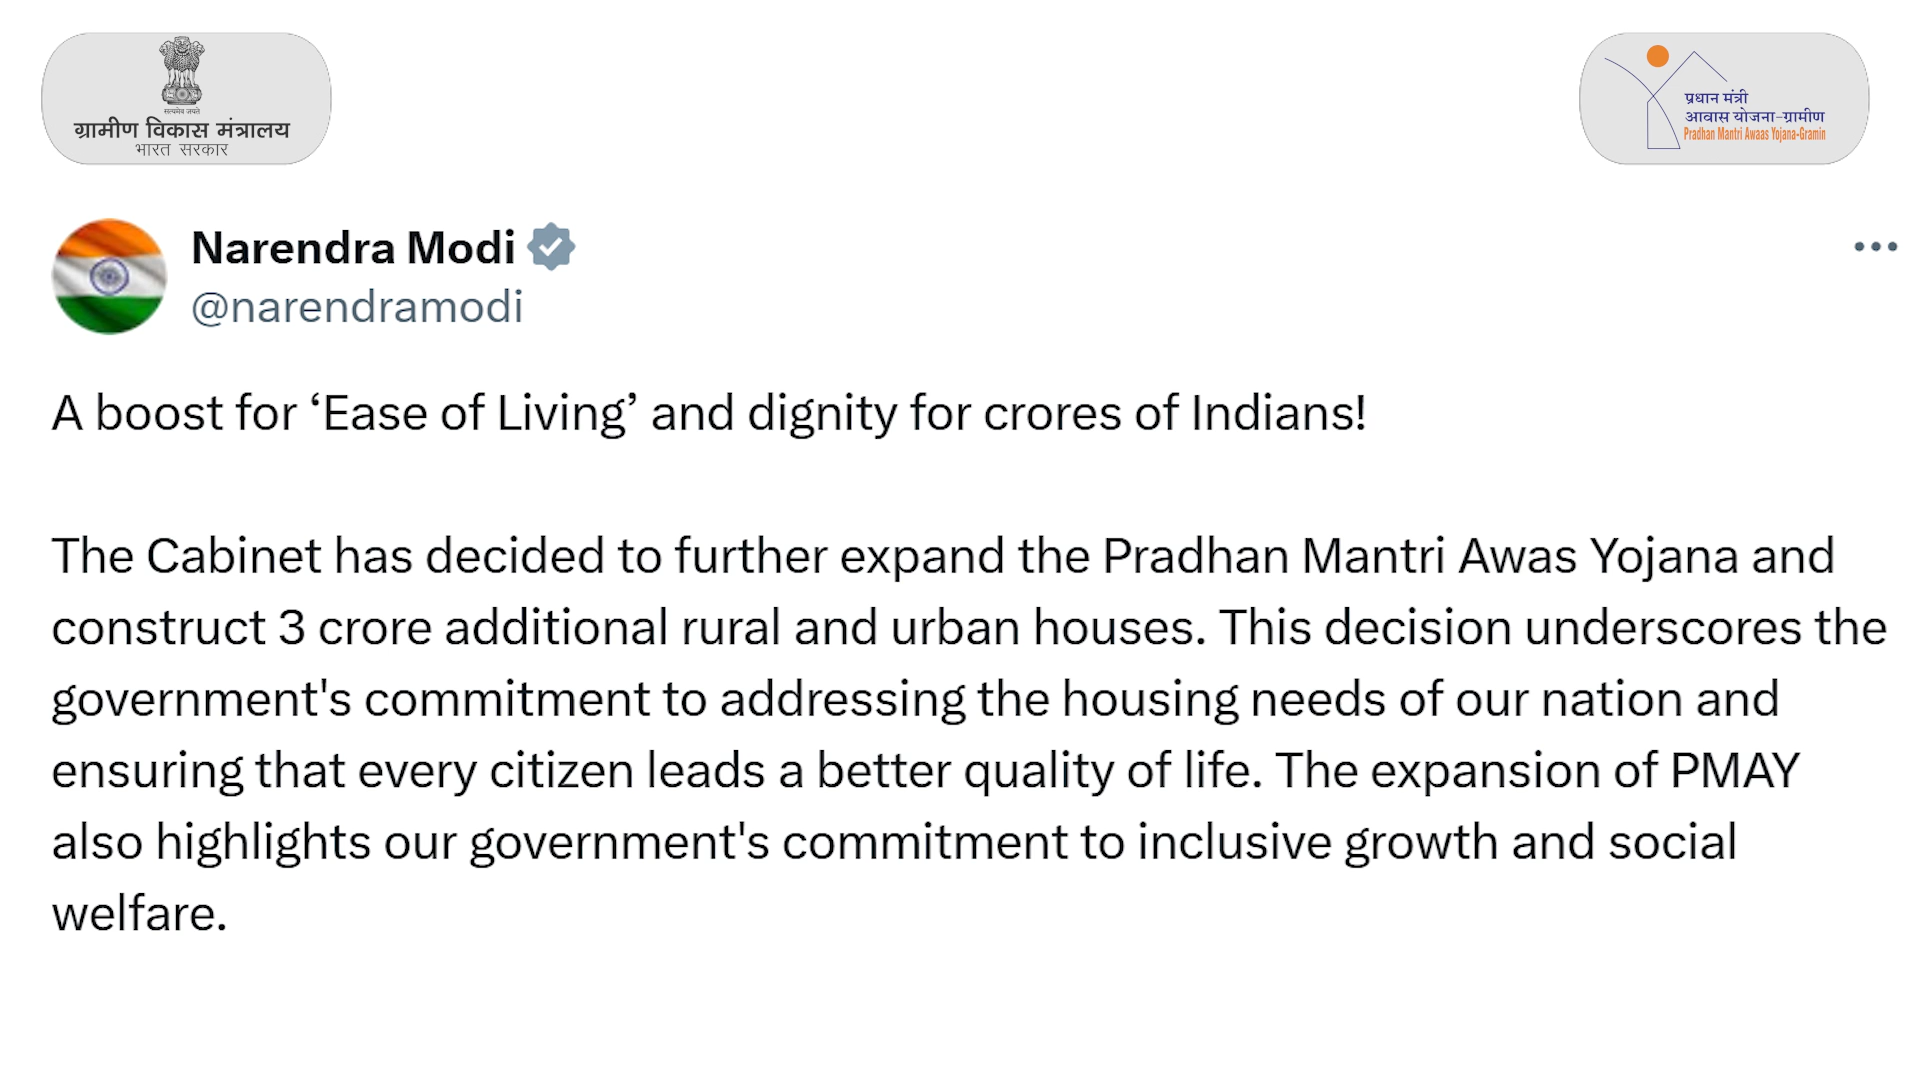 सत्यमेव जयते
ग्रामीण विकास मंत्रालय
भारत सरकार
प्रधान मंत्री
आवास योजना-ग्रामीण
Pradhan Mantri Awaas Yojana-Gramin
Narendra Modi
@narendramodi
A boost for ‘Ease of Living’ and dignity for crores of Indians!
The Cabinet has decided to further expand the Pradhan Mantri Awas Yojana and
construct 3 crore additional rural and urban houses. This decision underscores the
government's commitment to addressing the housing needs of our nation and
ensuring that every citizen leads a better quality of life. The expansion of PMAY
also highlights our government's commitment to inclusive growth and social
welfare.